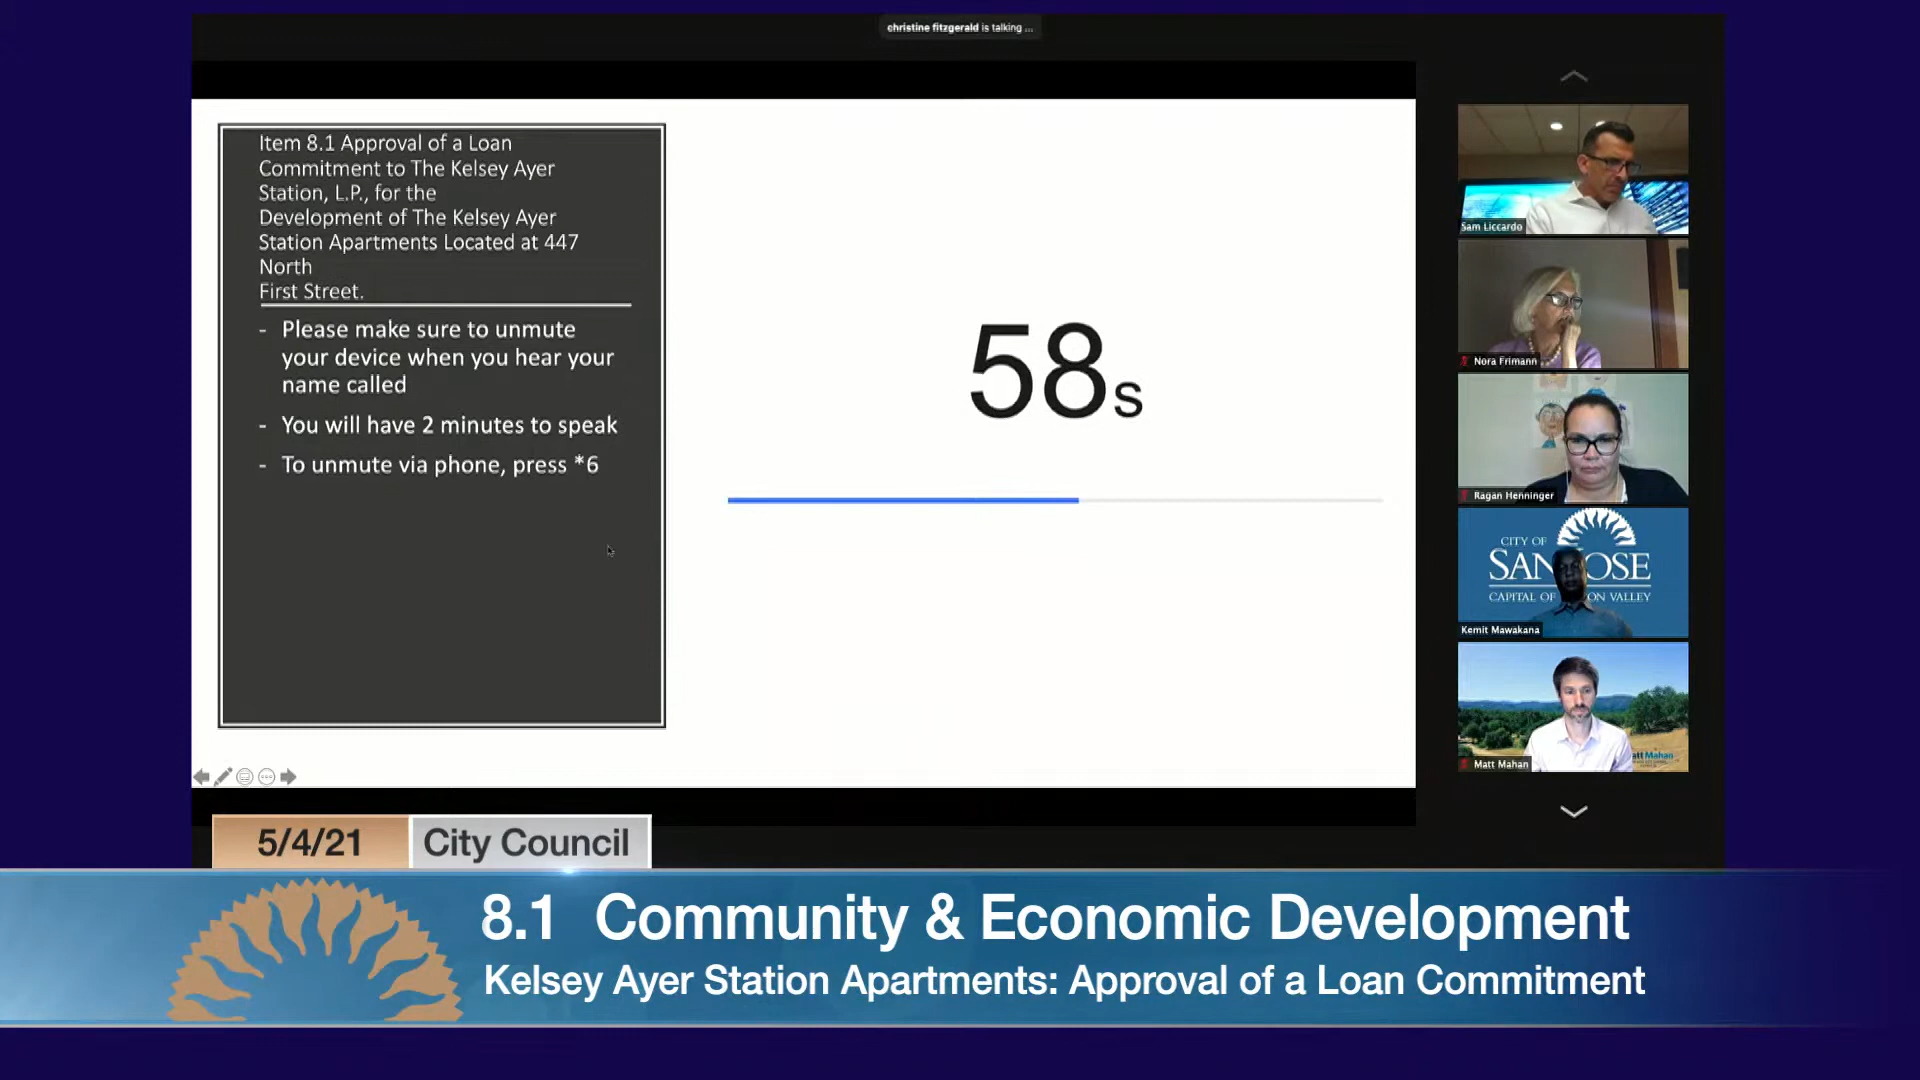 christine fitzgerald is talking ...
Item 8.1 Approval of a Loan
Commitment to The Kelsey Ayer
Station, L.P., for the
Development of The Kelsey Ayer
Station Apartments Located at 447
North
First Street.
- Please make sure to unmute
your device when you hear your
name called
- You will have 2 minutes to speak
- To unmute via phone, press *6
58s
Sam Liccardo
Nora Frimann
Ragan Henninger
CITY OF
SAN JOSE
CAPITAL OF
ON VALLEY
Kemit Mawakana
Matt Mahan
Matt Mahan
5/4/21
City Council
8.1 Community & Economic Development
Kelsey Ayer Station Apartments: Approval of a Loan Commitment